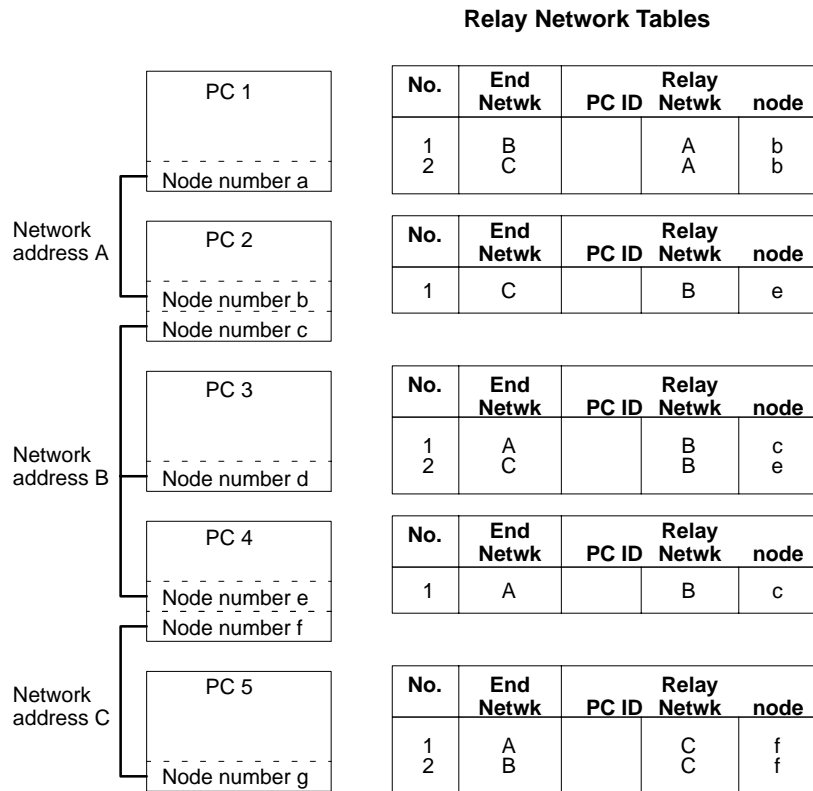 Relay Network Tables
PC 1
Node number a
Network
address A
PC 2
Node number b
Node number c
PC 3
Network
address B
Node number d
PC 4
Node number e
Node number f
PC 5
Network
address C
Node number g
No. End Netwk PC ID Relay Netwk node
1 B A b
2 C A b
No. End Netwk PC ID Relay Netwk node
1 C B e
No. End Netwk PC ID Relay Netwk node
1 A B c
2 C B e
No. End Netwk PC ID Relay Netwk node
1 A B c
No. End Netwk PC ID Relay Netwk node
1 A C f
2 B C f